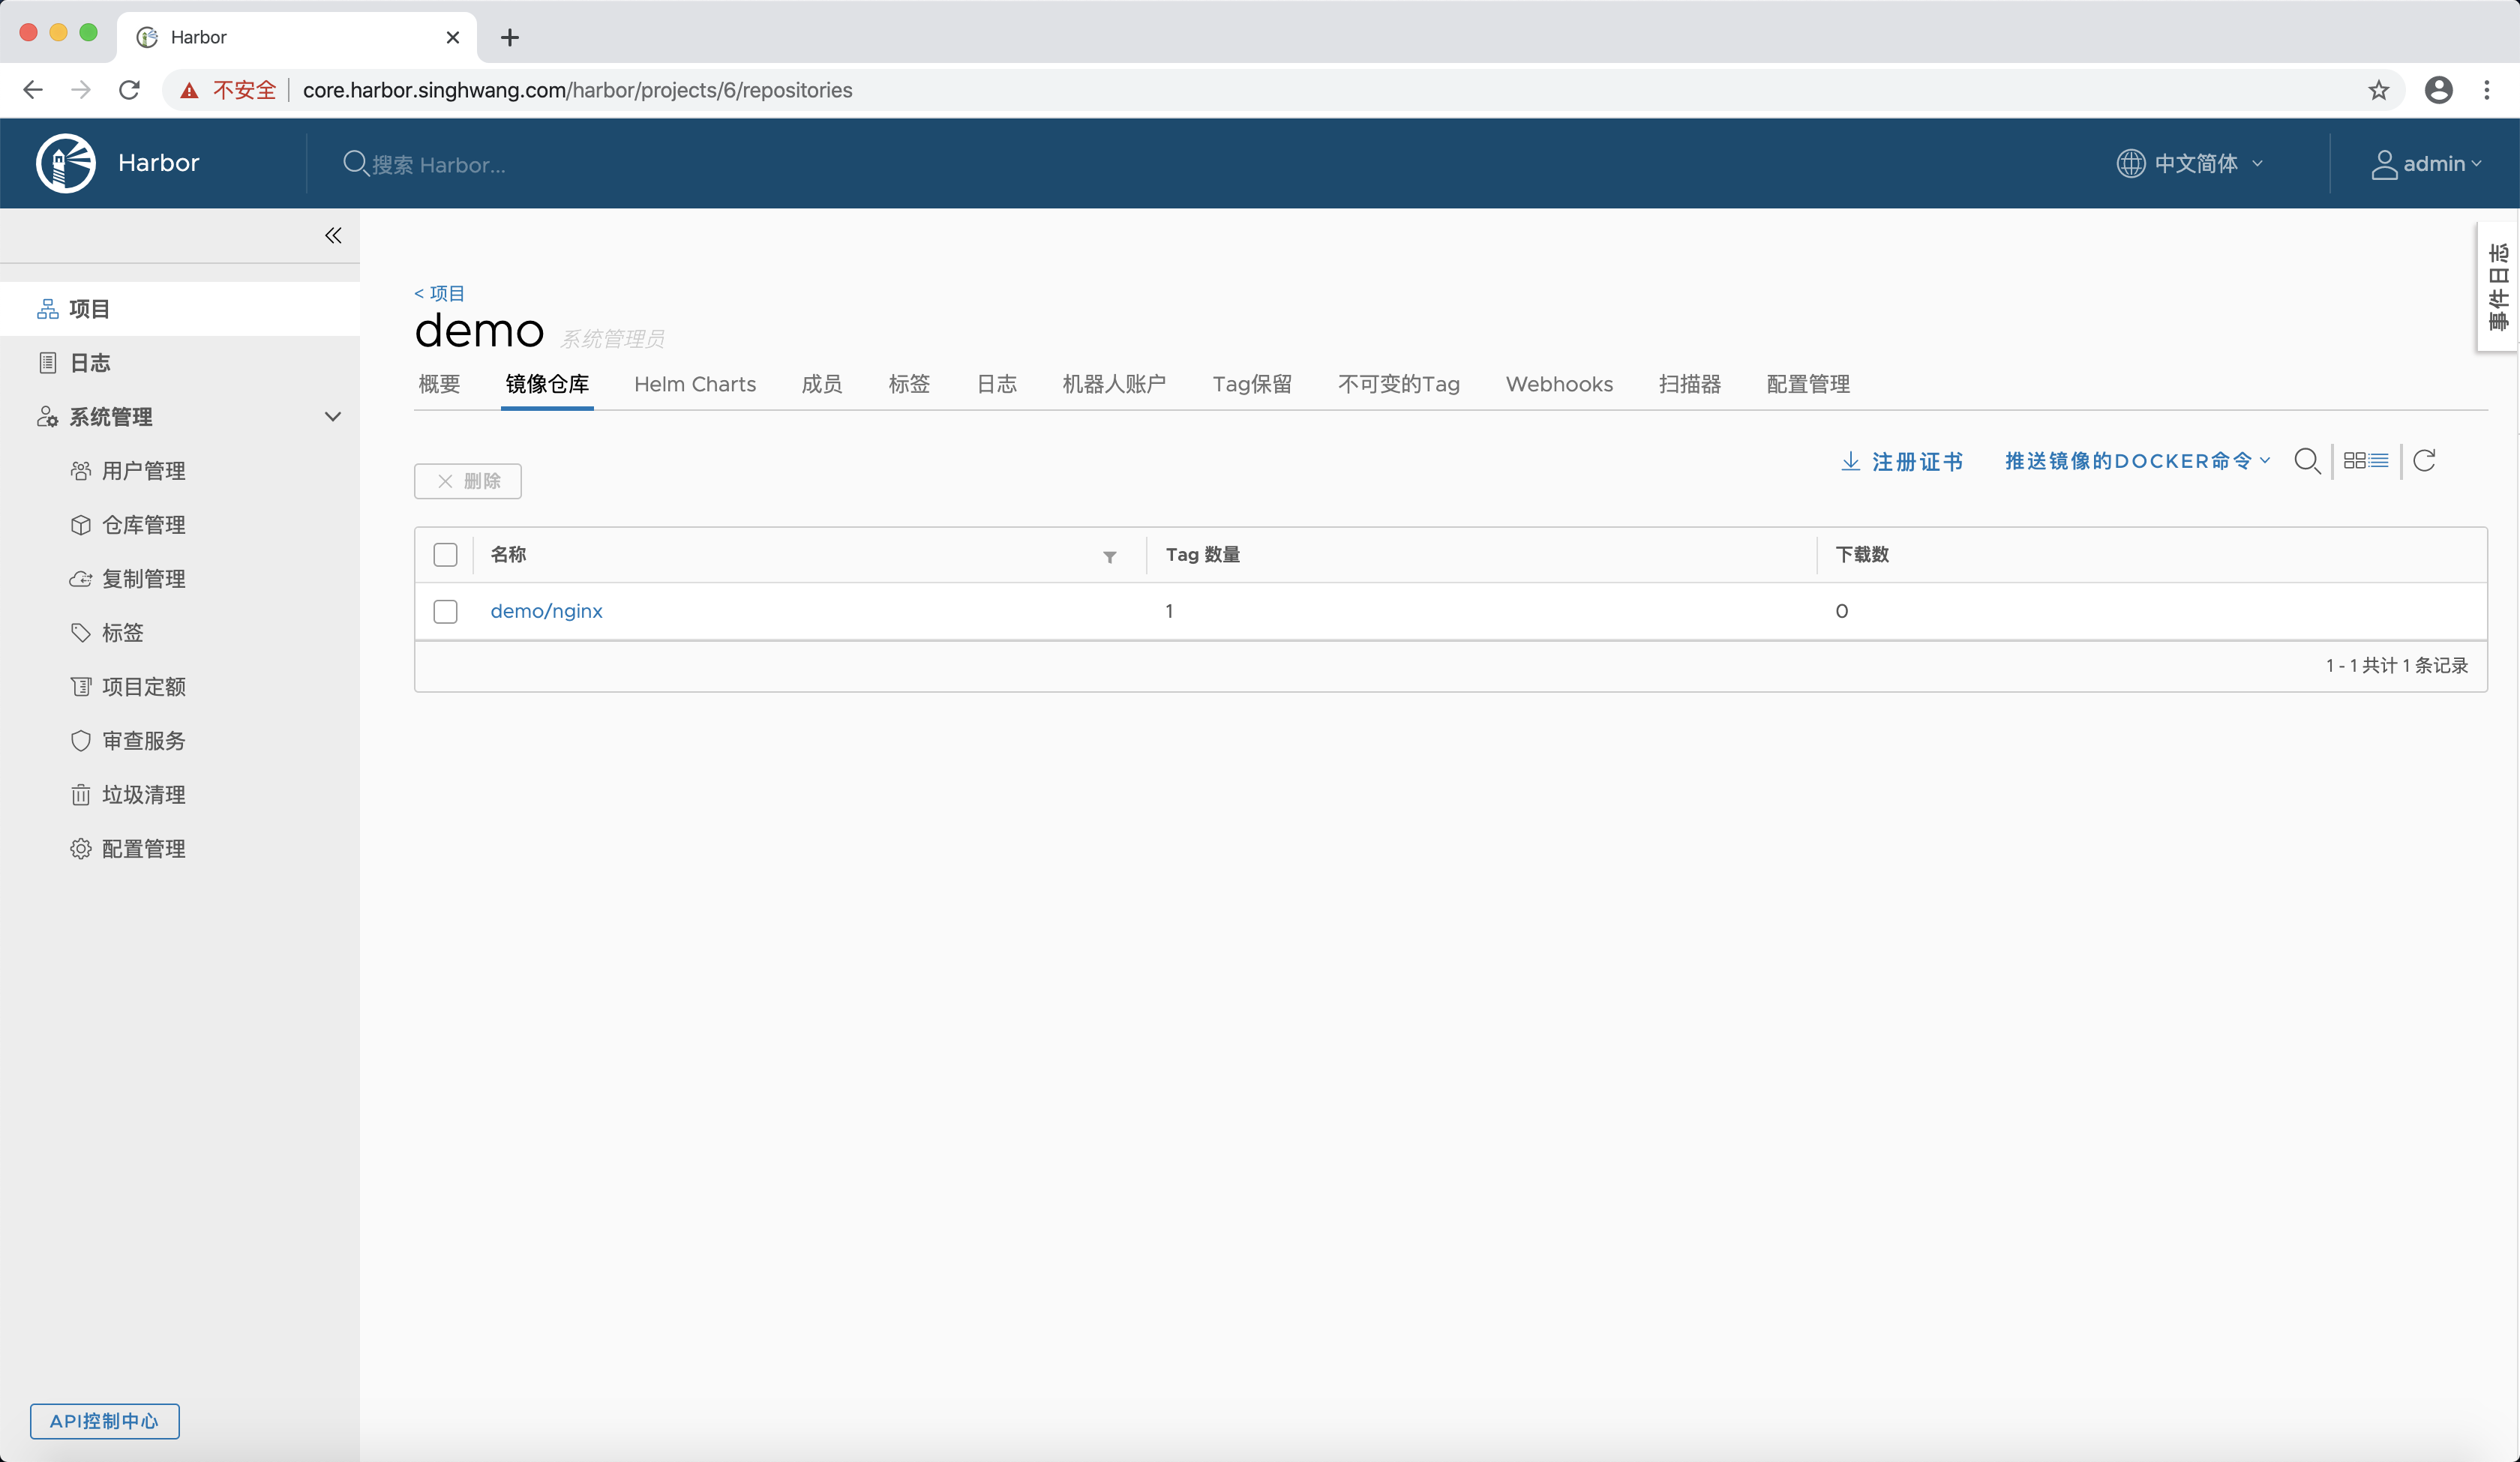 Harbor
不安全 core.harbor.singhwang.com/harbor/projects/6/repositories
Harbor 搜索 Harbor... 中文简体 admin
事件日志
项目
日志
系统管理
用户管理
仓库管理
复制管理
标签
项目定额
审查服务
垃圾清理
配置管理
API控制中心
< 项目
demo 系统管理员
概要 镜像仓库 Helm Charts 成员 标签 日志 机器人账户 Tag保留 不可变的Tag Webhooks 扫描器 配置管理
删除 注册证书 推送镜像的DOCKER命令
名称 Tag 数量 下载数
demo/nginx 1 0
1 - 1 共计 1 条记录